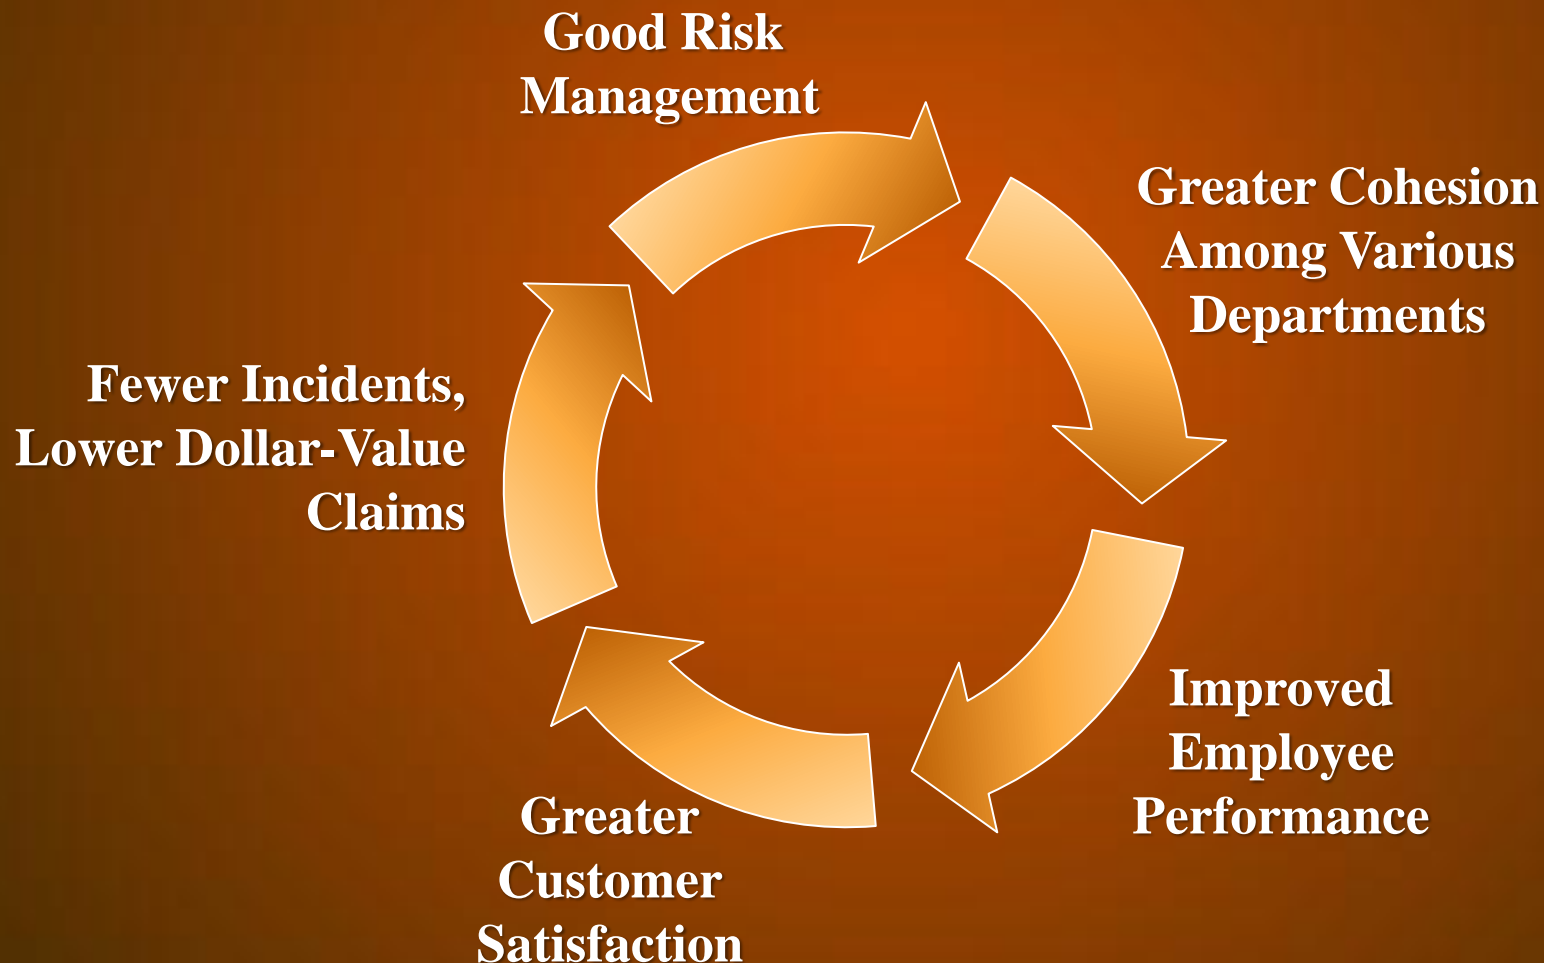 Good Risk
Management
Greater Cohesion
Among Various
Departments
Improved
Employee
Performance
Greater
Customer
Satisfaction
Fewer Incidents,
Lower Dollar-Value
Claims